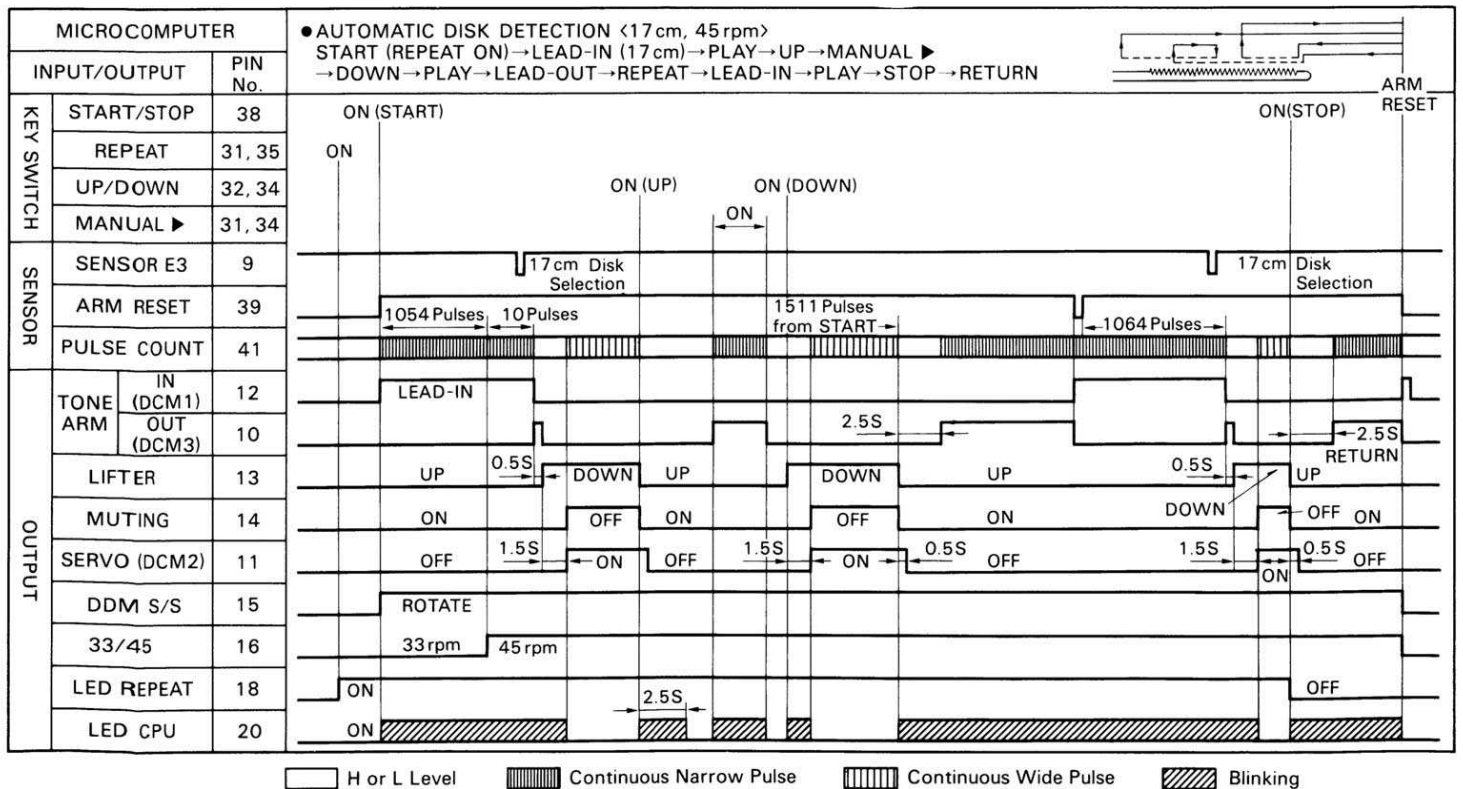 MICROCOMPUTER
INPUT/OUTPUT
PIN No.
● AUTOMATIC DISK DETECTION <17cm, 45rpm>
START (REPEAT ON)→LEAD-IN (17cm)→PLAY→UP→MANUAL ▶
→DOWN→PLAY→LEAD-OUT→REPEAT→LEAD-IN→PLAY→STOP→RETURN
ARM RESET
KEY SWITCH
START/STOP 38 ON (START) ON(STOP)
REPEAT 31, 35 ON
UP/DOWN 32, 34 ON (UP) ON (DOWN)
MANUAL ▶ 31, 34 ON
SENSOR
SENSOR E3 9 17cm Disk Selection 17cm Disk Selection
ARM RESET 39 1054 Pulses 10 Pulses 1511 Pulses from START 1064 Pulses
PULSE COUNT 41
OUTPUT
TONE ARM
IN (DCM1) 12 LEAD-IN
OUT (DCM3) 10 2.5S 2.5S RETURN
LIFTER 13 UP 0.5S DOWN UP DOWN UP 0.5S DOWN UP
MUTING 14 ON OFF ON OFF ON OFF ON
SERVO (DCM2) 11 OFF 1.5S ON OFF 1.5S ON 0.5S OFF 1.5S ON 0.5S OFF
DDM S/S 15 ROTATE
33/45 16 33rpm 45rpm
LED REPEAT 18 ON OFF
LED CPU 20 ON 2.5S
H or L Level
Continuous Narrow Pulse
Continuous Wide Pulse
Blinking